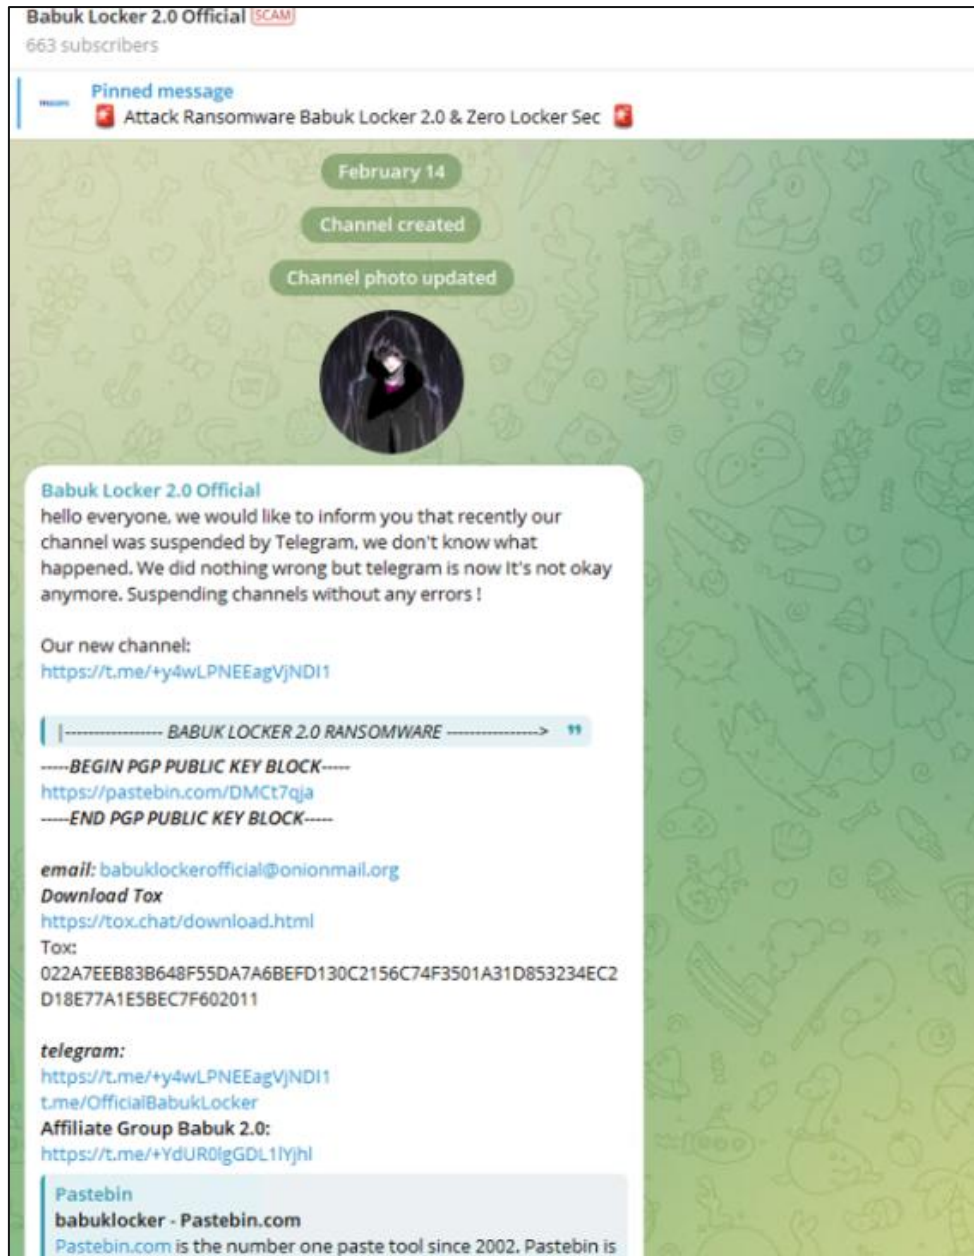 Babuk Locker 2.0 Official SCAM
663 subscribers
Pinned message
🚨 Attack Ransomware Babuk Locker 2.0 & Zero Locker Sec 🚨
February 14
Channel created
Channel photo updated
Babuk Locker 2.0 Official
hello everyone, we would like to inform you that recently our
channel was suspended by Telegram, we don't know what
happened. We did nothing wrong but telegram is now It's not okay
anymore. Suspending channels without any errors !
Our new channel:
https://t.me/+y4wLPNEEagVjNDI1
|----------------- BABUK LOCKER 2.0 RANSOMWARE ---------------->
-----BEGIN PGP PUBLIC KEY BLOCK-----
https://pastebin.com/DMCt7qja
-----END PGP PUBLIC KEY BLOCK-----
email: babuklockerofficial@onionmail.org
Download Tox
https://tox.chat/download.html
Tox:
022A7EEB83B648F55DA7A6BEFD130C2156C74F3501A31D853234EC2
D18E77A1E5BEC7F602011
telegram:
https://t.me/+y4wLPNEEagVjNDI1
t.me/OfficialBabukLocker
Affiliate Group Babuk 2.0:
https://t.me/+YdUR0lgGDL1lYjhl
Pastebin
babuklocker - Pastebin.com
Pastebin.com is the number one paste tool since 2002. Pastebin is